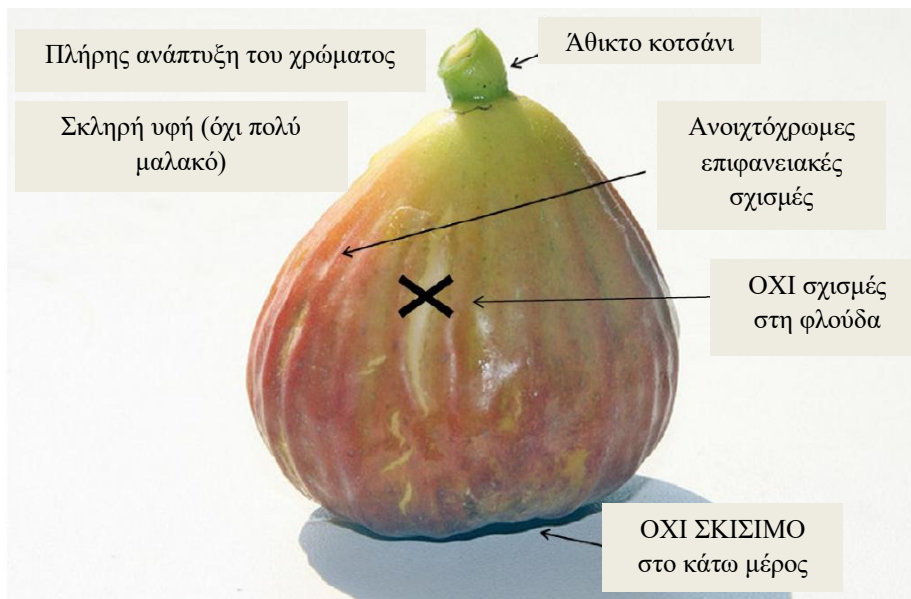 Πλήρης ανάπτυξη του χρώματος
Άθικτο κοτσάνι
Σκληρή υφή (όχι πολύ
μαλακό)
Ανοιχτόχρωμες
επιφανειακές
σχισμές
ΟΧΙ σχισμές
στη φλούδα
ΟΧΙ ΣΚΙΣΙΜΟ
στο κάτω μέρος